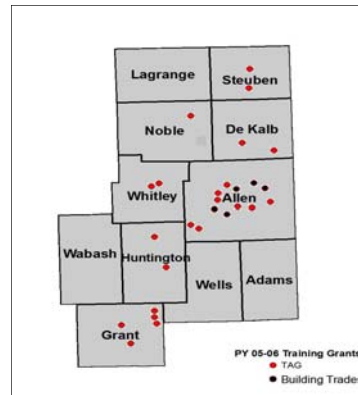 Lagrange
Steuben
Noble
De Kalb
Whitley
Allen
Wabash
Huntington
Wells
Adams
Grant
PY 05-06 Training Grants
TAG
Building Trades